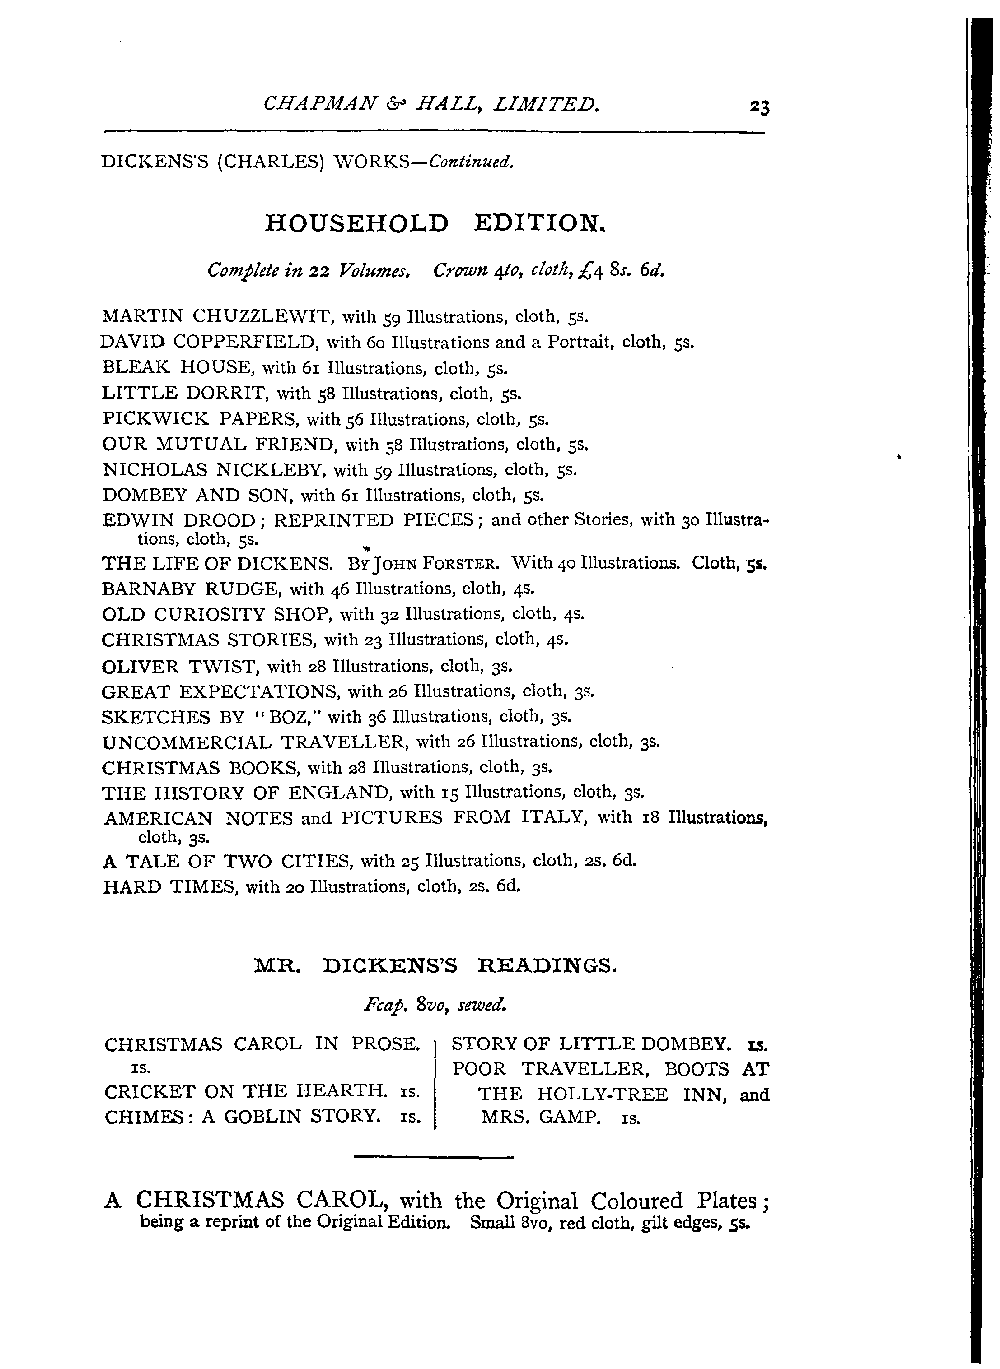 CHAPMAN & HALL, LIMITED. 23
DICKENS'S (CHARLES) WORKS—Continued.
HOUSEHOLD EDITION.
Complete in 22 Volumes. Crown 4to, cloth, £4 8s. 6d.
MARTIN CHUZZLEWIT, with 59 Illustrations, cloth, 5s.
DAVID COPPERFIELD, with 60 Illustrations and a Portrait, cloth, 5s.
BLEAK HOUSE, with 61 Illustrations, cloth, 5s.
LITTLE DORRIT, with 58 Illustrations, cloth, 5s.
PICKWICK PAPERS, with 56 Illustrations, cloth, 5s.
OUR MUTUAL FRIEND, with 58 Illustrations, cloth, 5s.
NICHOLAS NICKLEBY, with 59 Illustrations, cloth, 5s.
DOMBEY AND SON, with 61 Illustrations, cloth, 5s.
EDWIN DROOD; REPRINTED PIECES; and other Stories, with 30 Illustra-
tions, cloth, 5s.
THE LIFE OF DICKENS. BY JOHN FORSTER. With 40 Illustrations. Cloth, 5s.
BARNABY RUDGE, with 46 Illustrations, cloth, 4s.
OLD CURIOSITY SHOP, with 32 Illustrations, cloth, 4s.
CHRISTMAS STORIES, with 23 Illustrations, cloth, 4s.
OLIVER TWIST, with 28 Illustrations, cloth, 3s.
GREAT EXPECTATIONS, with 26 Illustrations, cloth, 3s.
SKETCHES BY "BOZ," with 36 Illustrations, cloth, 3s.
UNCOMMERCIAL TRAVELLER, with 26 Illustrations, cloth, 3s.
CHRISTMAS BOOKS, with 28 Illustrations, cloth, 3s.
THE HISTORY OF ENGLAND, with 15 Illustrations, cloth, 3s.
AMERICAN NOTES and PICTURES FROM ITALY, with 18 Illustrations,
cloth, 3s.
A TALE OF TWO CITIES, with 25 Illustrations, cloth, 2s. 6d.
HARD TIMES, with 20 Illustrations, cloth, 2s. 6d.
MR. DICKENS'S READINGS.
Fcap. 8vo, sewed.
CHRISTMAS CAROL IN PROSE.
1s.
CRICKET ON THE HEARTH. 1s.
CHIMES: A GOBLIN STORY. 1s.
STORY OF LITTLE DOMBEY. 1s.
POOR TRAVELLER, BOOTS AT
THE HOLLY-TREE INN, and
MRS. GAMP. 1s.
A CHRISTMAS CAROL, with the Original Coloured Plates;
being a reprint of the Original Edition. Small 8vo, red cloth, gilt edges, 5s.